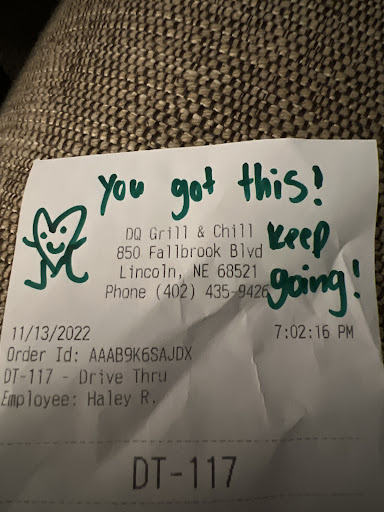 You got this!
Keep
going!
DQ Grill & Chill
850 Fallbrook Blvd
Lincoln, NE 68521
Phone (402) 435-9426
11/13/2022 7:02:16 PM
Order Id: AAAB9K6SAJDX
DT-117 - Drive Thru
Employee: Haley R.
DT-117